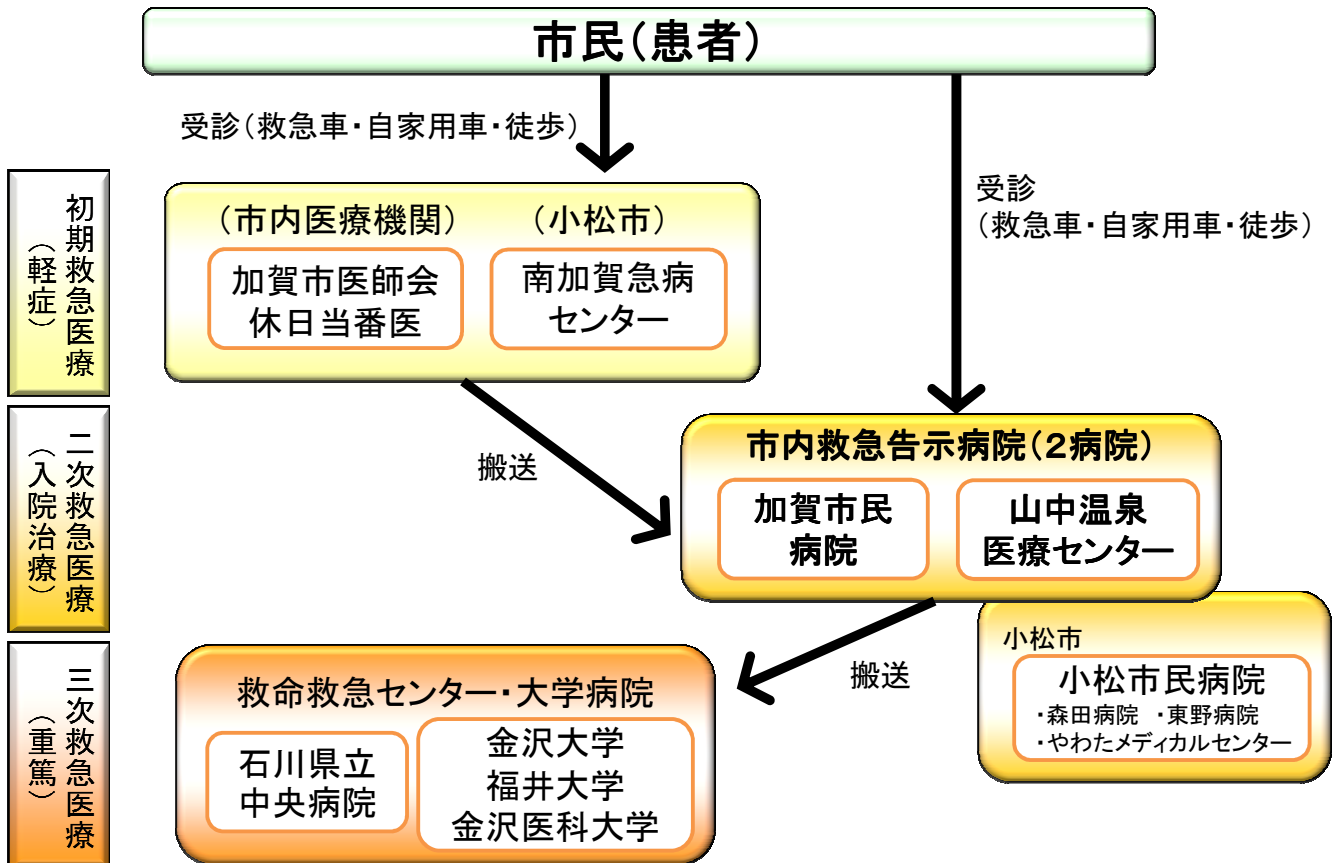 市民(患者)
受診(救急車・自家用車・徒歩)
受診
(救急車・自家用車・徒歩)
初期救急医療
(軽症)
(市内医療機関)
(小松市)
加賀市医師会
休日当番医
南加賀急病
センター
搬送
二次救急医療
(入院治療)
市内救急告示病院(2病院)
加賀市民
病院
山中温泉
医療センター
小松市
小松市民病院
・森田病院 ・東野病院
・やわたメディカルセンター
搬送
三次救急医療
(重篤)
救命救急センター・大学病院
石川県立
中央病院
金沢大学
福井大学
金沢医科大学